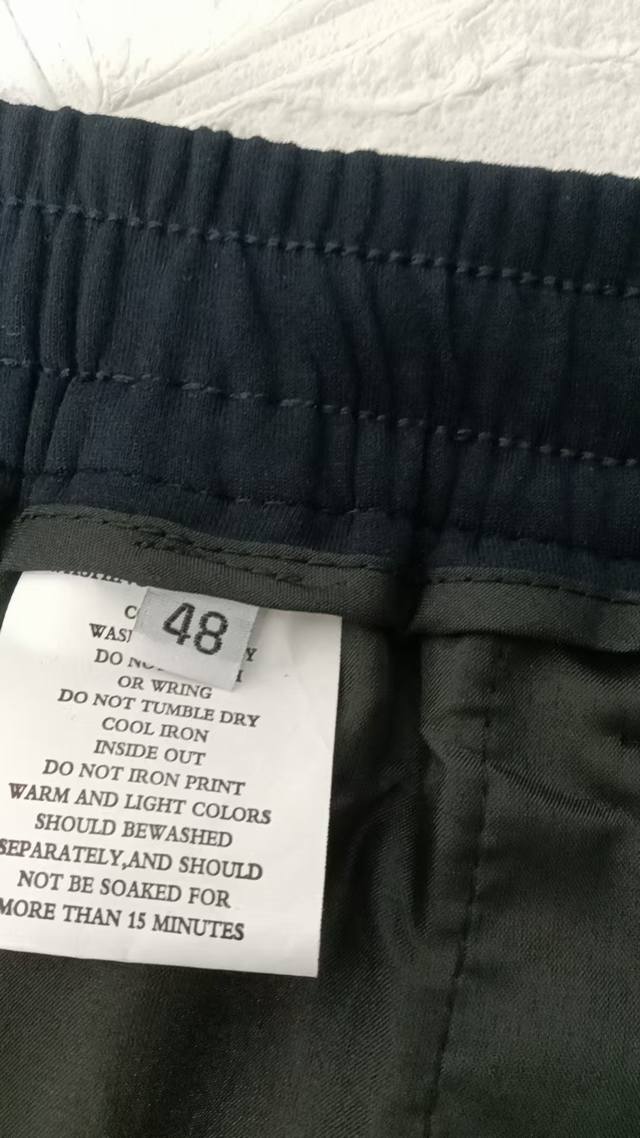 48
DO
OR WRING
DO NOT TUMBLE DRY
COOL IRON
INSIDE OUT
DO NOT IRON PRINT
WARM AND LIGHT COLORS
SHOULD BEWASHED
SEPARATELY,AND SHOULD
NOT BE SOAKED FOR
MORE THAN 15 MINUTES